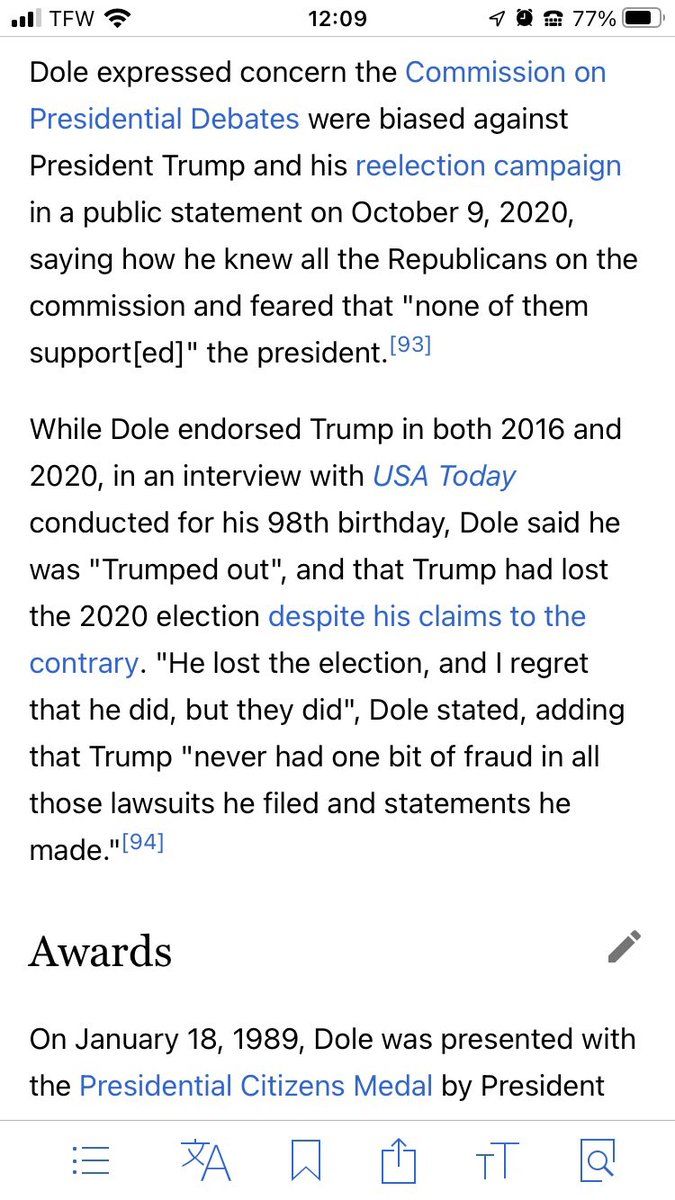 TFW 12:09 77%
Dole expressed concern the Commission on
Presidential Debates were biased against
President Trump and his reelection campaign
in a public statement on October 9, 2020,
saying how he knew all the Republicans on the
commission and feared that "none of them
support[ed]" the president.[93]
While Dole endorsed Trump in both 2016 and
2020, in an interview with USA Today
conducted for his 98th birthday, Dole said he
was "Trumped out", and that Trump had lost
the 2020 election despite his claims to the
contrary. "He lost the election, and I regret
that he did, but they did", Dole stated, adding
that Trump "never had one bit of fraud in all
those lawsuits he filed and statements he
made."[94]
Awards
On January 18, 1989, Dole was presented with
the Presidential Citizens Medal by President
文A TT